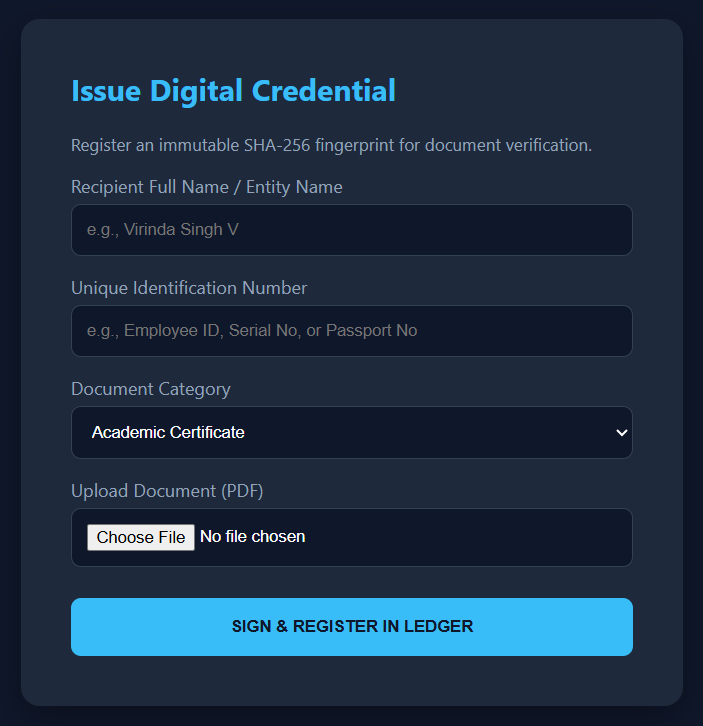 Issue Digital Credential
Register an immutable SHA-256 fingerprint for document verification.
Recipient Full Name / Entity Name
e.g., Virinda Singh V
Unique Identification Number
e.g., Employee ID, Serial No, or Passport No
Document Category
Academic Certificate
Upload Document (PDF)
Choose File No file chosen
SIGN & REGISTER IN LEDGER